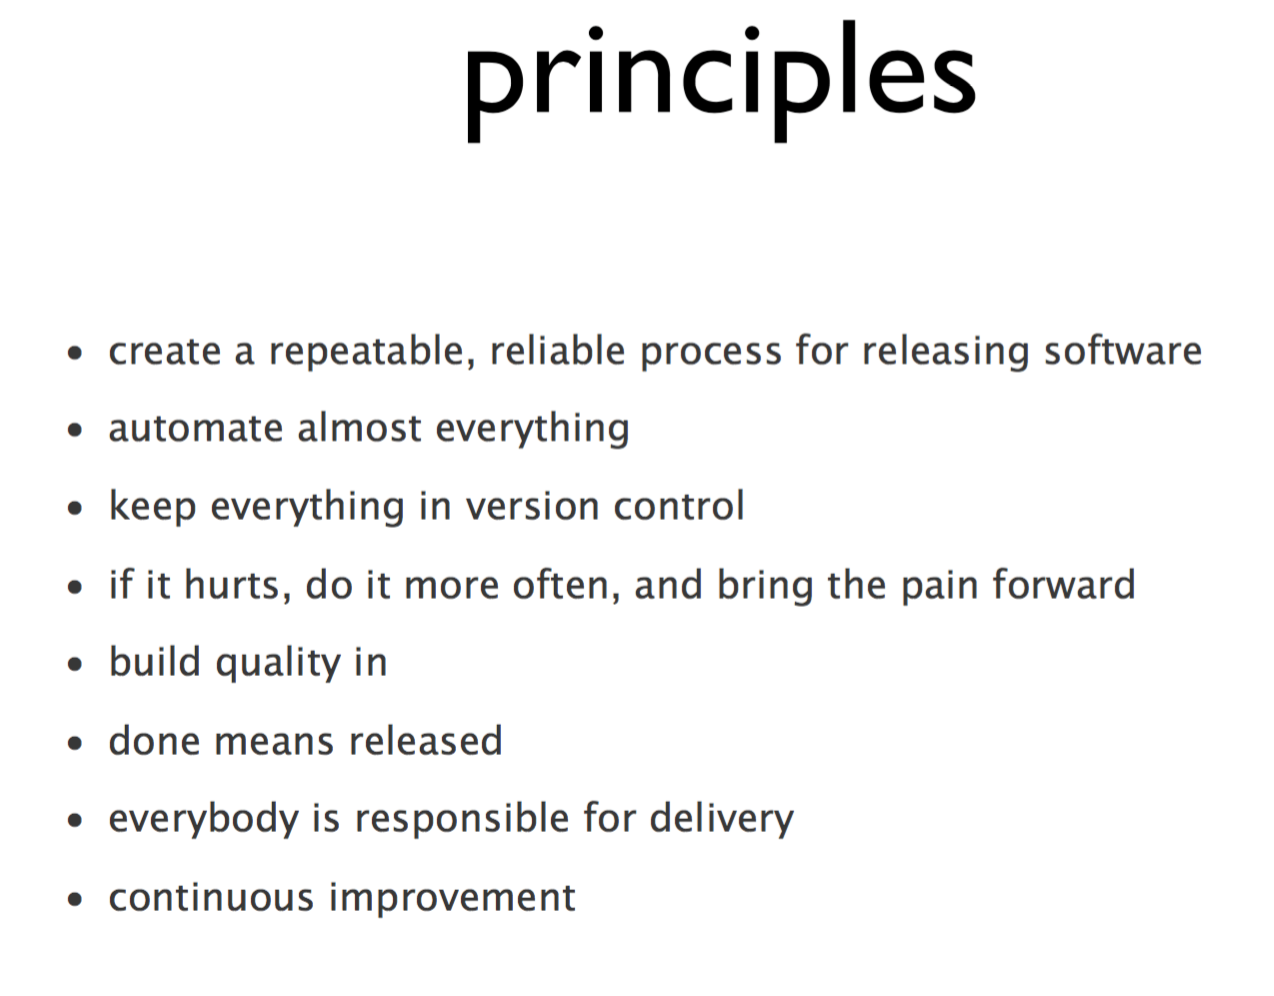 principles
• create a repeatable, reliable process for releasing software
• automate almost everything
• keep everything in version control
• if it hurts, do it more often, and bring the pain forward
• build quality in
• done means released
• everybody is responsible for delivery
• continuous improvement